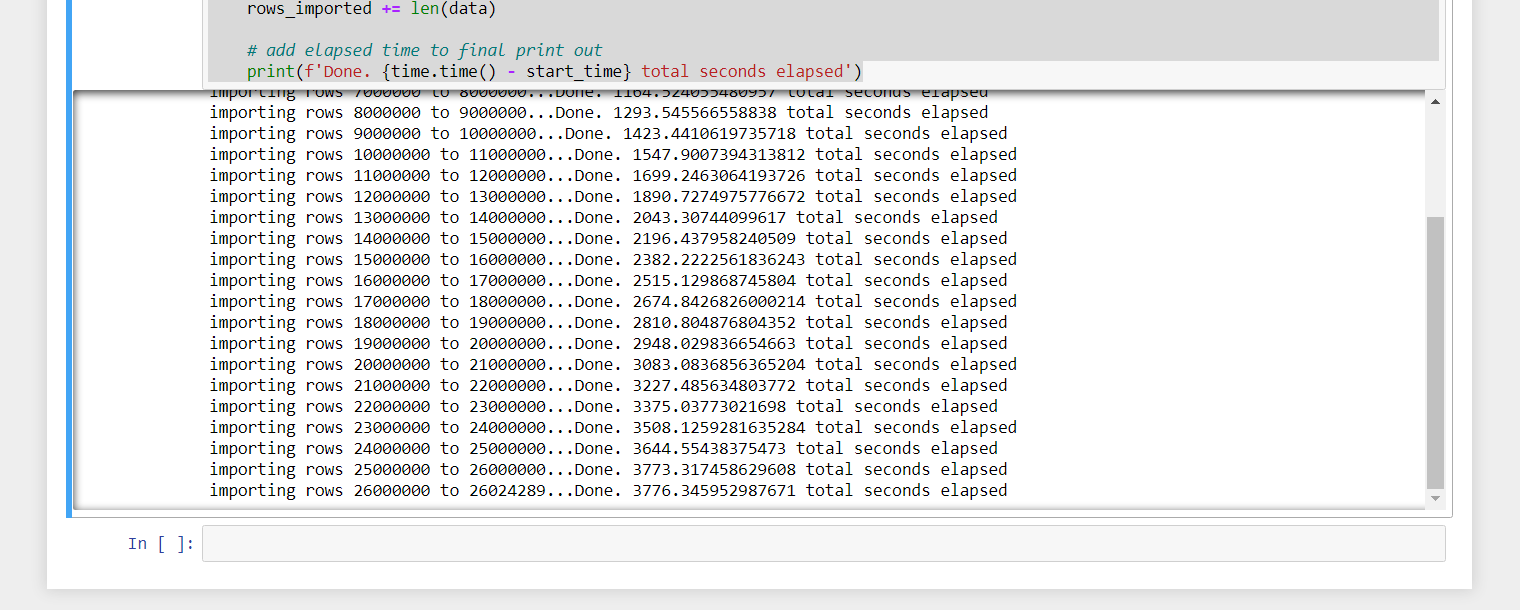 rows_imported += len(data)
# add elapsed time to final print out
print(f'Done. {time.time() - start_time} total seconds elapsed')
importing rows 7000000 to 8000000...Done. 1164.524055480957 total seconds elapsed
importing rows 8000000 to 9000000...Done. 1293.545566558838 total seconds elapsed
importing rows 9000000 to 10000000...Done. 1423.4410619735718 total seconds elapsed
importing rows 10000000 to 11000000...Done. 1547.9007394313812 total seconds elapsed
importing rows 11000000 to 12000000...Done. 1699.2463064193726 total seconds elapsed
importing rows 12000000 to 13000000...Done. 1890.7274975776672 total seconds elapsed
importing rows 13000000 to 14000000...Done. 2043.30744099617 total seconds elapsed
importing rows 14000000 to 15000000...Done. 2196.437958240509 total seconds elapsed
importing rows 15000000 to 16000000...Done. 2382.2222561836243 total seconds elapsed
importing rows 16000000 to 17000000...Done. 2515.129868745804 total seconds elapsed
importing rows 17000000 to 18000000...Done. 2674.8426826000214 total seconds elapsed
importing rows 18000000 to 19000000...Done. 2810.804876804352 total seconds elapsed
importing rows 19000000 to 20000000...Done. 2948.029836654663 total seconds elapsed
importing rows 20000000 to 21000000...Done. 3083.0836856365204 total seconds elapsed
importing rows 21000000 to 22000000...Done. 3227.485634803772 total seconds elapsed
importing rows 22000000 to 23000000...Done. 3375.03773021698 total seconds elapsed
importing rows 23000000 to 24000000...Done. 3508.1259281635284 total seconds elapsed
importing rows 24000000 to 25000000...Done. 3644.55438375473 total seconds elapsed
importing rows 25000000 to 26000000...Done. 3773.317458629608 total seconds elapsed
importing rows 26000000 to 26024289...Done. 3776.345952987671 total seconds elapsed
In [ ]: